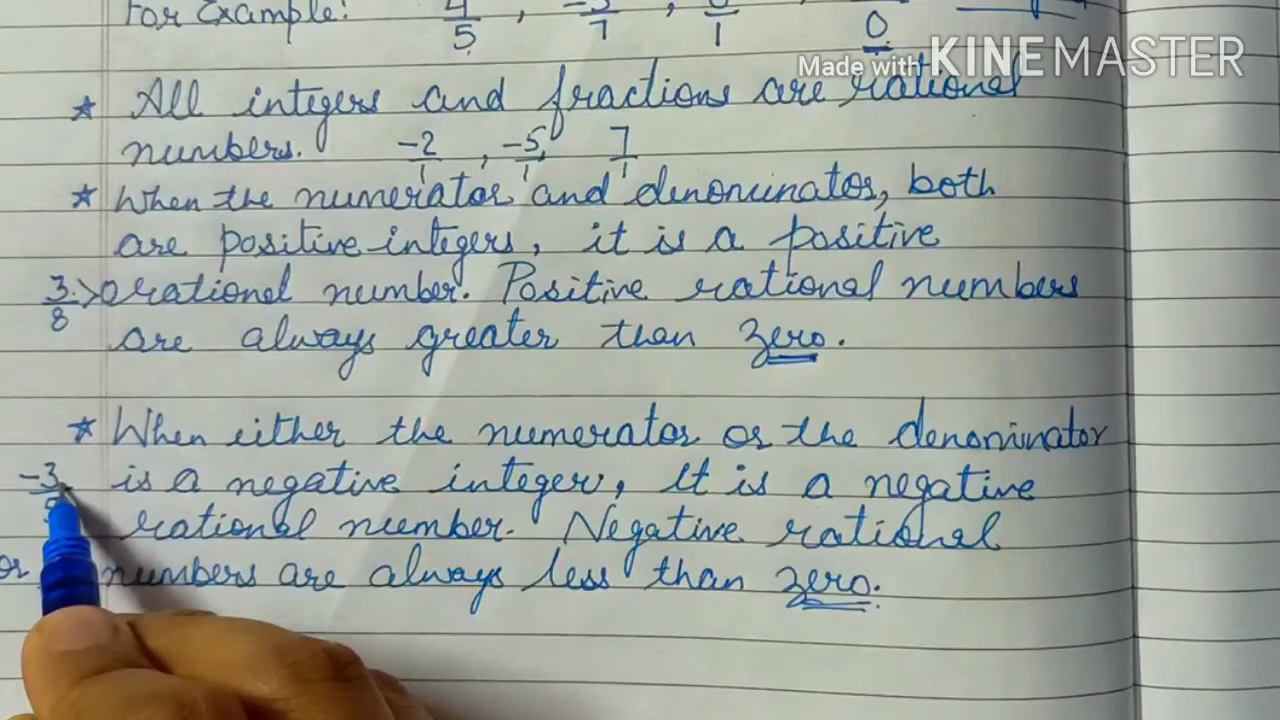 For Example: 4/5 , -3/7 , /1 0
Made with KINEMASTER
★ All integers and fractions are rational
numbers. -2/1 , -5/1, 7/1
★ When the numerator and denominator, both
are positive integers, it is a positive
3/8 >0 rational number. Positive rational numbers
are always greater than zero.
★ When either the numerator or the denominator
-3 is a negative integer, It is a negative
rational number. Negative rational
or numbers are always less than zero.